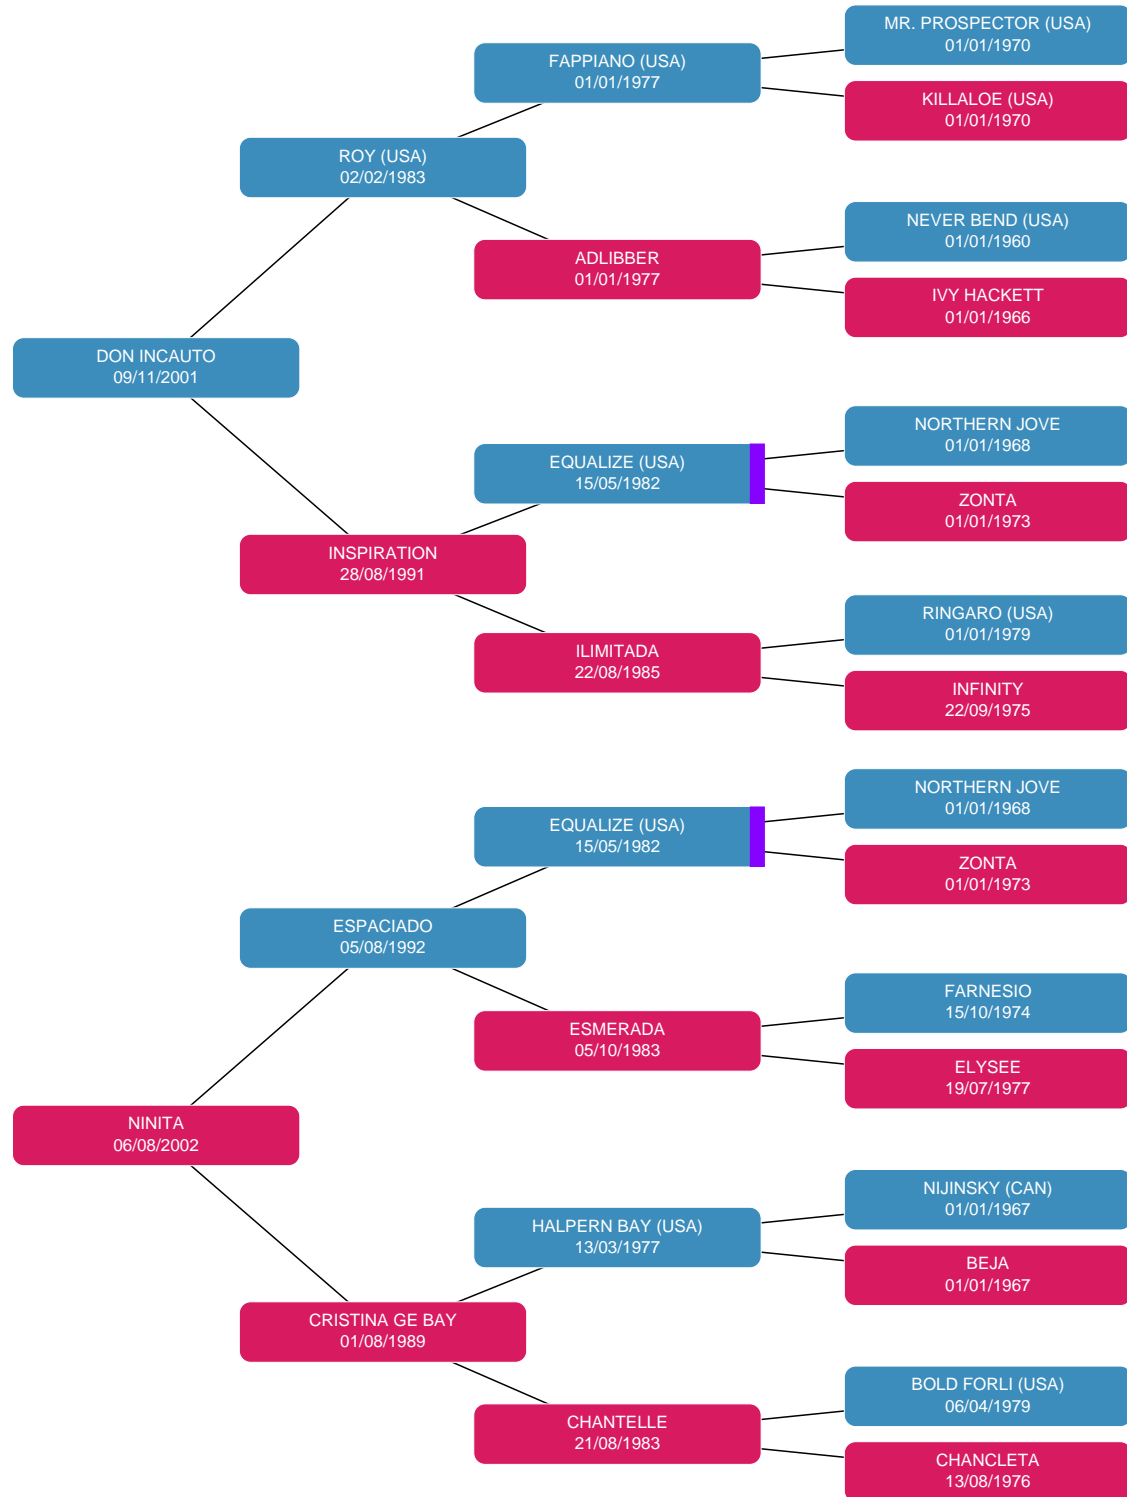 MR. PROSPECTOR (USA)
01/01/1970
FAPPIANO (USA)
01/01/1977
KILLALOE (USA)
01/01/1970
ROY (USA)
02/02/1983
NEVER BEND (USA)
01/01/1960
ADLIBBER
01/01/1977
IVY HACKETT
01/01/1966
DON INCAUTO
09/11/2001
NORTHERN JOVE
01/01/1968
EQUALIZE (USA)
15/05/1982
ZONTA
01/01/1973
INSPIRATION
28/08/1991
RINGARO (USA)
01/01/1979
ILIMITADA
22/08/1985
INFINITY
22/09/1975
NORTHERN JOVE
01/01/1968
EQUALIZE (USA)
15/05/1982
ZONTA
01/01/1973
ESPACIADO
05/08/1992
FARNESIO
15/10/1974
ESMERADA
05/10/1983
ELYSEE
19/07/1977
NINITA
06/08/2002
NIJINSKY (CAN)
01/01/1967
HALPERN BAY (USA)
13/03/1977
BEJA
01/01/1967
CRISTINA GE BAY
01/08/1989
BOLD FORLI (USA)
06/04/1979
CHANTELLE
21/08/1983
CHANCLETA
13/08/1976